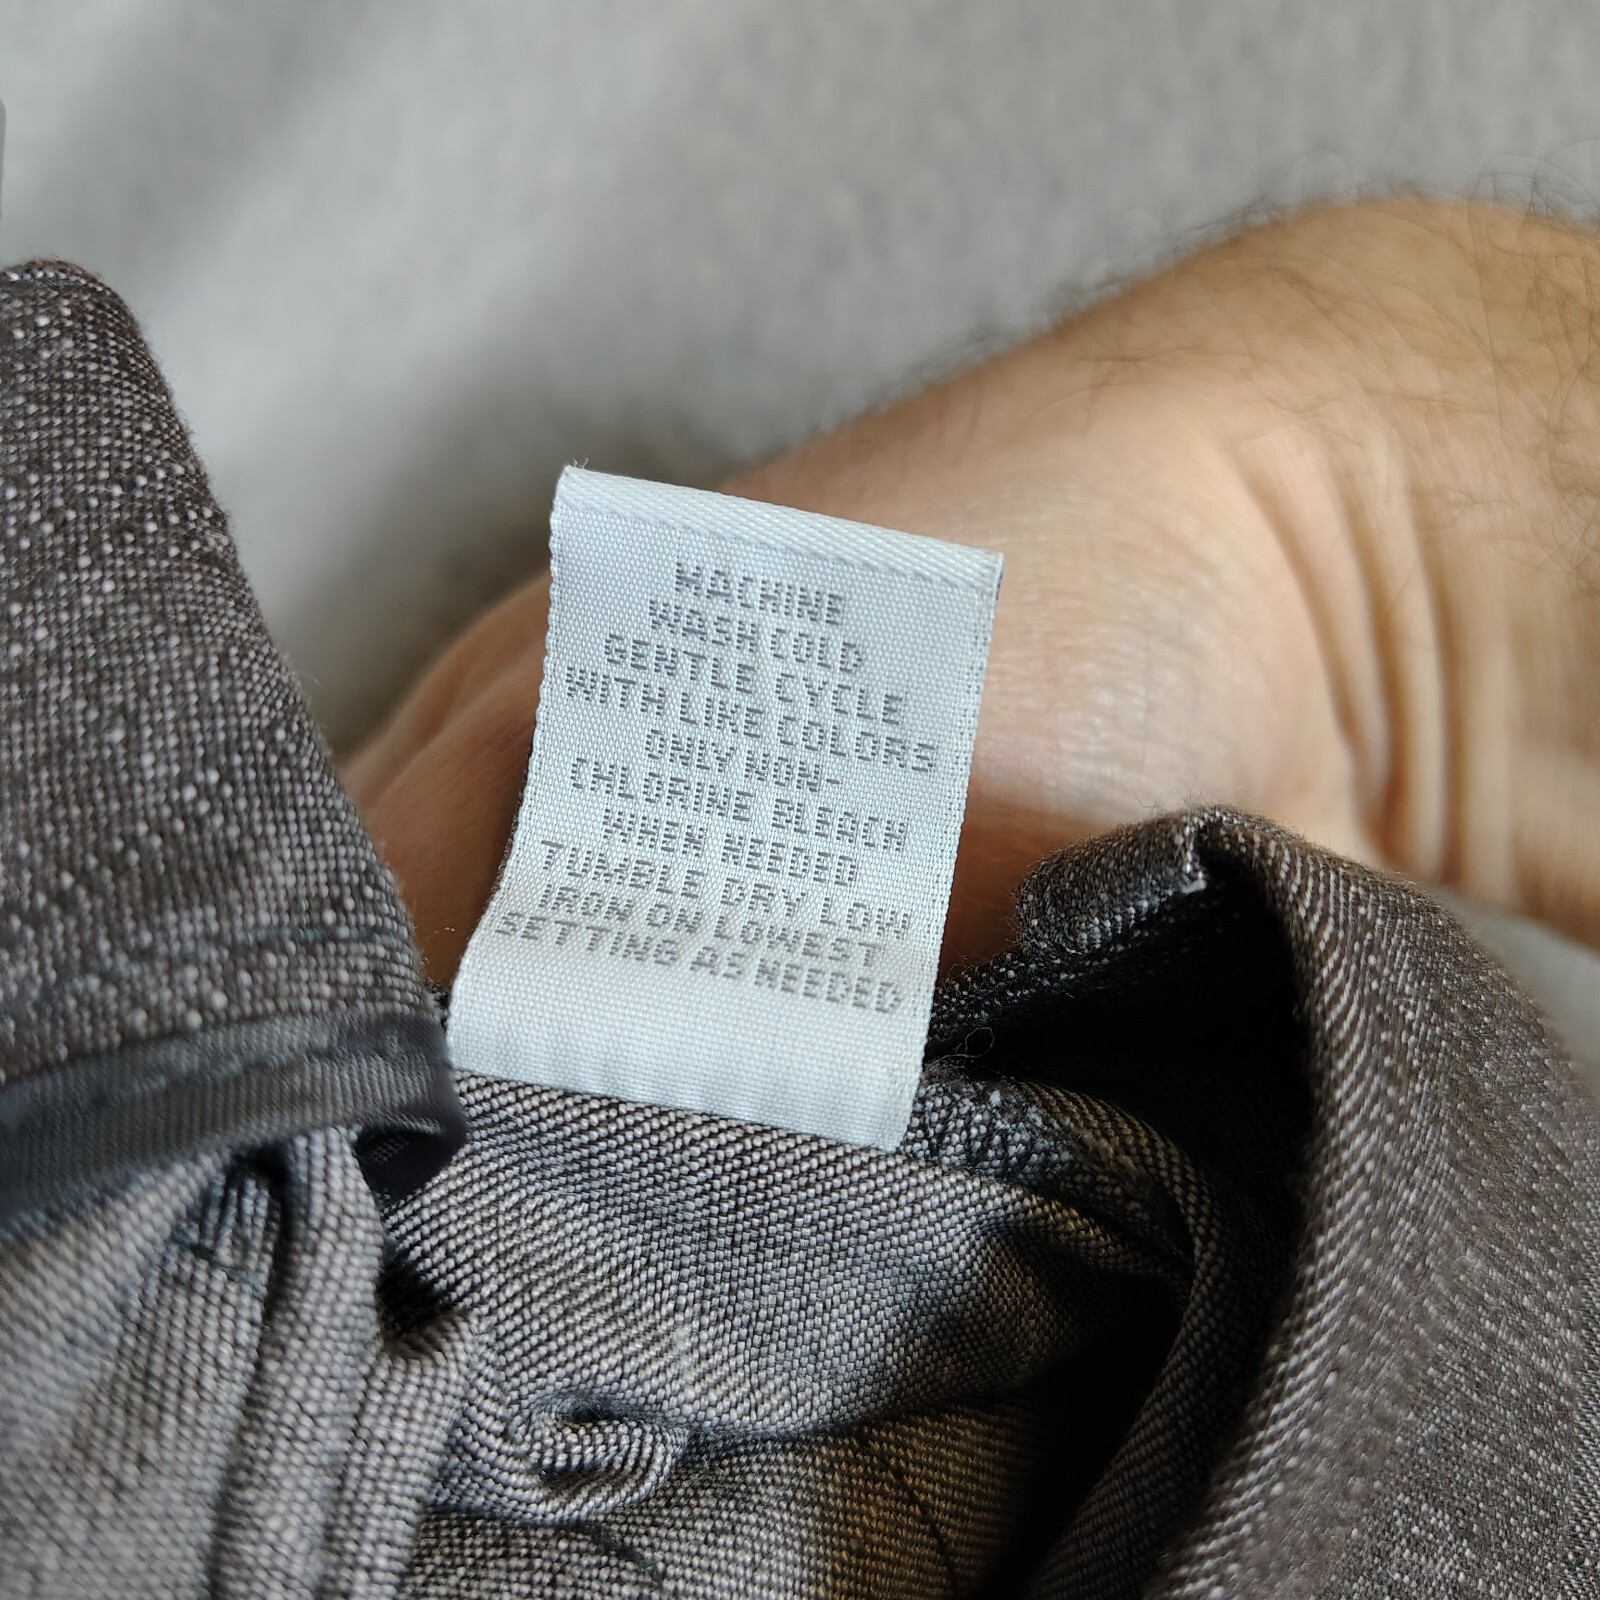 MACHINE
WASH COLD
GENTLE CYCLE
WITH LIKE COLORS
ONLY NON-
CHLORINE BLEACH
WHEN NEEDED
TUMBLE DRY LOW
IRON ON LOWEST
SETTING AS NEEDED